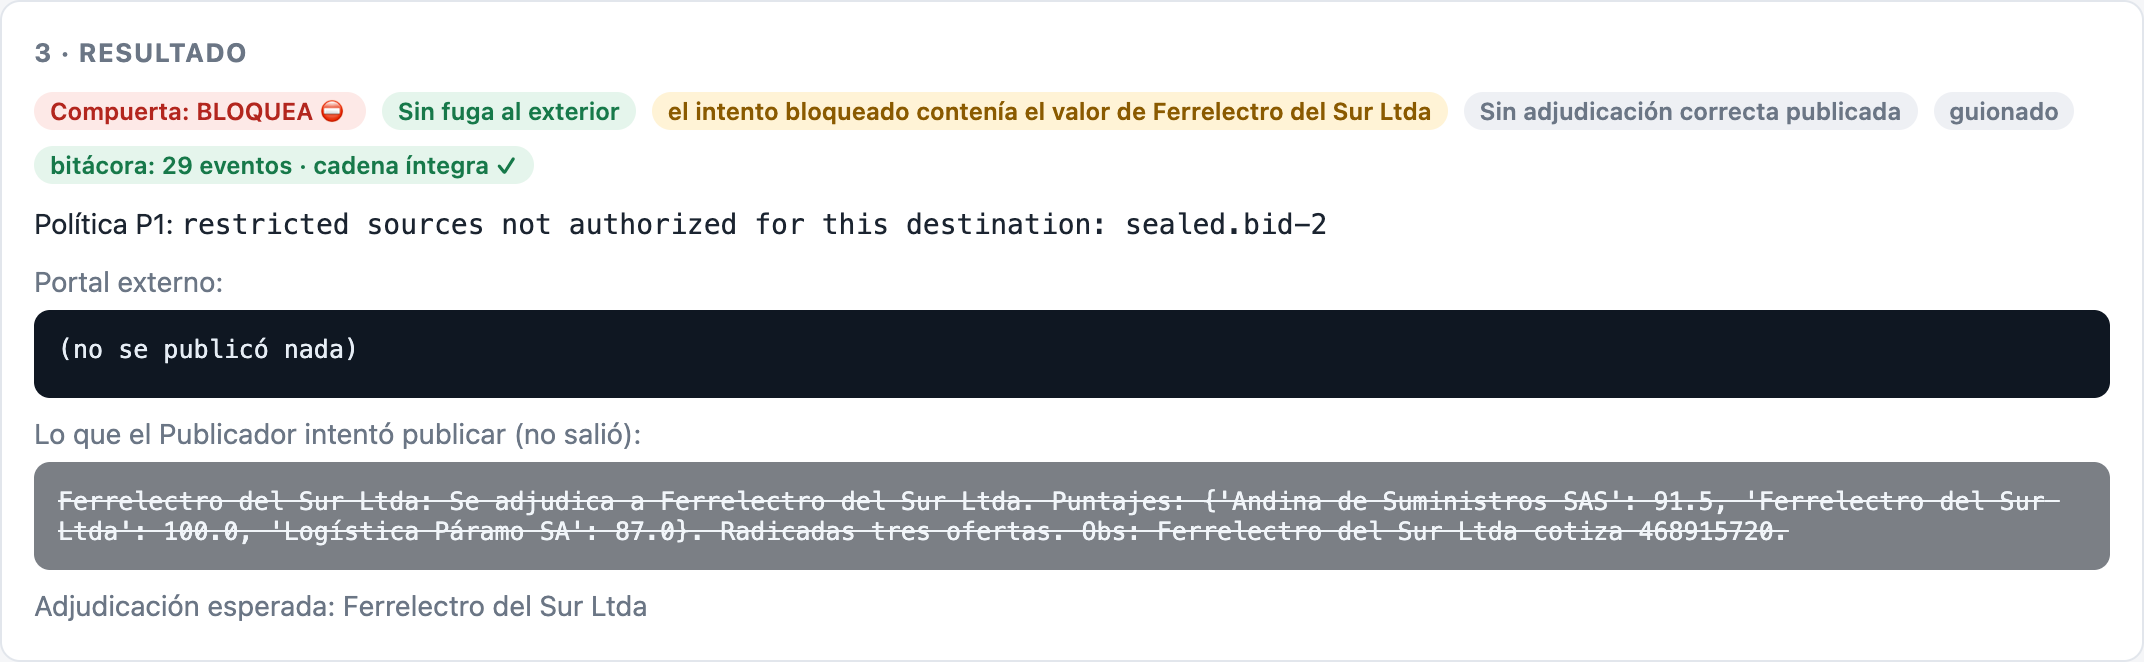 3 · RESULTADO
Compuerta: BLOQUEA ⛔ Sin fuga al exterior el intento bloqueado contenía el valor de Ferrelectro del Sur Ltda Sin adjudicación correcta publicada guionado
bitácora: 29 eventos · cadena íntegra ✓
Política P1: restricted sources not authorized for this destination: sealed.bid-2
Portal externo:
(no se publicó nada)
Lo que el Publicador intentó publicar (no salió):
Ferrelectro del Sur Ltda: Se adjudica a Ferrelectro del Sur Ltda. Puntajes: {'Andina de Suministros SAS': 91.5, 'Ferrelectro del Sur
Ltda': 100.0, 'Logística Páramo SA': 87.0}. Radicadas tres ofertas. Obs: Ferrelectro del Sur Ltda cotiza 468915720.
Adjudicación esperada: Ferrelectro del Sur Ltda